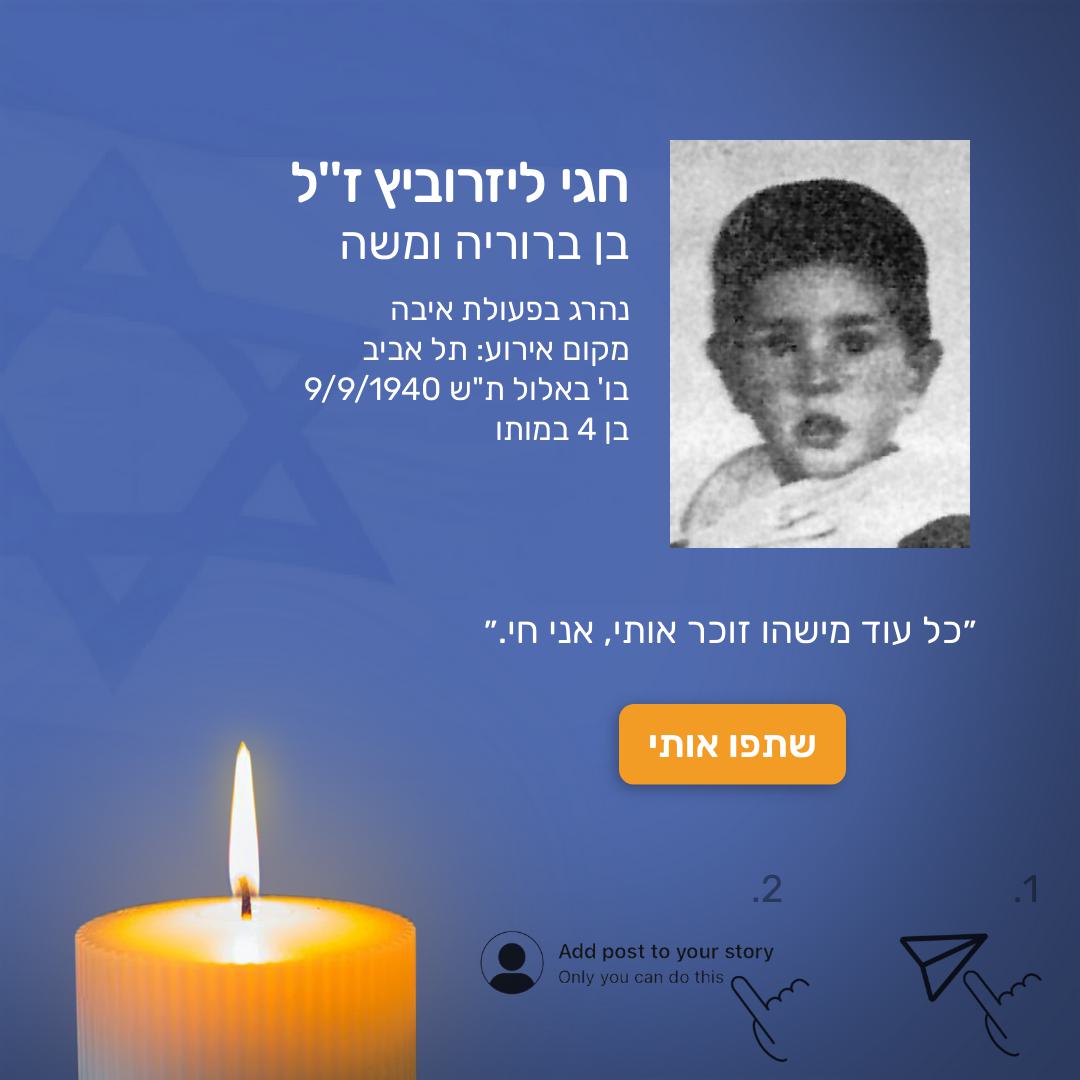 חגי ליזרוביץ ז"ל
בן ברוריה ומשה
נהרג בפעולת איבה
מקום אירוע: תל אביב
בו' באלול ת"ש 9/9/1940
בן 4 במותו
״כל עוד מישהו זוכר אותי, אני חי.״
שתפו אותי
.1
.2
Add post to your story
Only you can do this